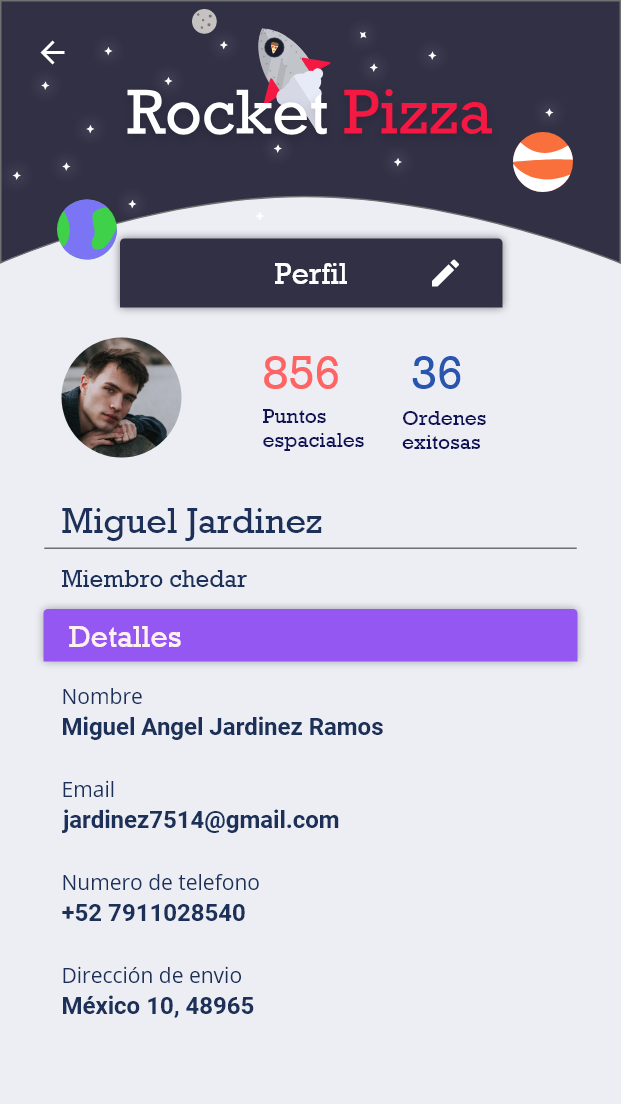 Rocket Pizza
Perfil
856
Puntos
espaciales
36
Ordenes
exitosas
Miguel Jardinez
Miembro chedar
Detalles
Nombre
Miguel Angel Jardinez Ramos
Email
jardinez7514@gmail.com
Numero de telefono
+52 7911028540
Dirección de envio
México 10, 48965